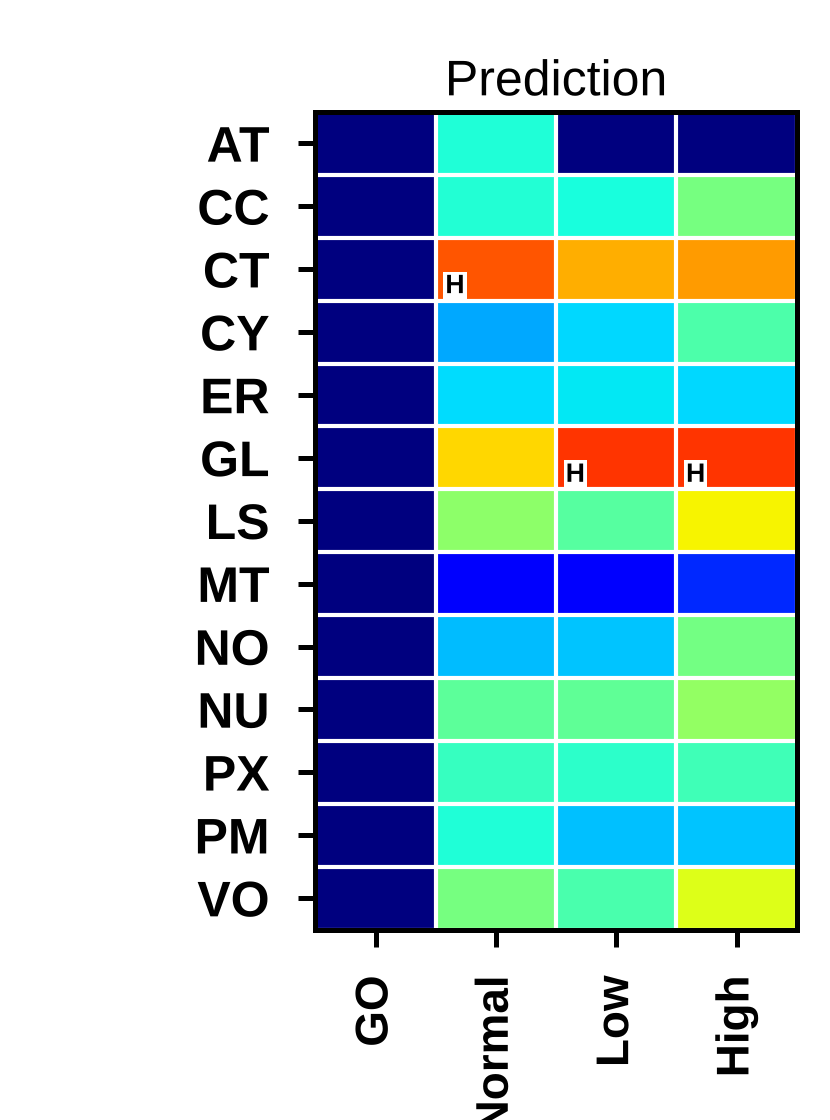 Prediction
AT
CC
CT
H
CY
ER
GL
H H
LS
MT
NO
NU
PX
PM
VO
GO
Normal
Low
High